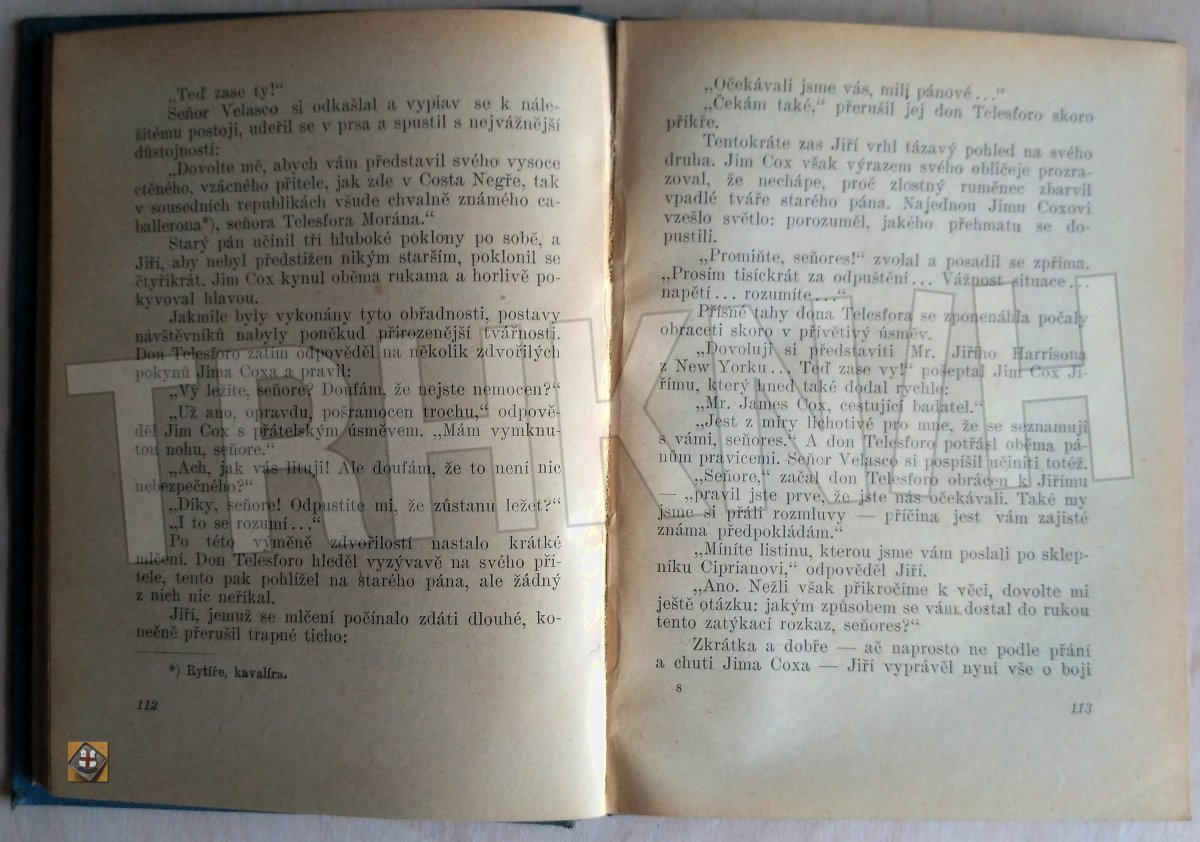 „Teď zase ty!“
Señor Velasco si odkašlal a vypiav se k nále-
žitému postoji, udeřil se v prsa a spustil s nejvážnější
důstojností:
„Dovolte mě, abych vám představil svého vysoce
ctěného, vzácného přítele, jak zde v Costa Negře, tak
v sousedních republikách všude chvalně známého ca-
ballerona*), señora Telesfora Morána.“
Starý pán učinil tři hluboké poklony po sobě, a
Jiří, aby nebyl předstižen nikým starším, poklonil se
čtyřikrát. Jim Cox kynul oběma rukama a horlivě po-
kyvoval hlavou.
Jakmile byly vykonány tyto obřadnosti, postavy
návštěvníků nabyly poněkud přirozenější tvářnosti.
Don Telesforo zatím odpověděl na několik zdvořilých
pokynů Jima Coxa a pravil:
„Vy ležíte, seňore? Doufám, že nejste nemocen?“
„Už ano, opravdu, pošramocen trochu,“ odpově-
děl Jim Cox s přátelským úsměvem. „Mám vymknu-
tou nohu, seňore.“
„Ach, jak vás lituji! Ale doufám, že to není nic
nebezpečného?“
„Díky, seňore! Odpustíte mi, že zůstanu ležet?“
„I to se rozumí...“
Po této výměně zdvořilostí nastalo krátké
mlčení. Don Telesforo hleděl vyzývavě na svého pří-
tele, tento pak pohlížel na starého pána, ale žádný
z nich nic neříkal.
Jiří, jemuž se mlčení počínalo zdáti dlouhé, ko-
nečně přerušil trapné ticho:
*) Rytíře, kavalíra.
112
„Očekávali jsme vás, milí pánové...“
„Čekám také,“ přerušil jej don Telesforo skoro
příkře.
Tentokráte zas Jiří vrhl tázavý pohled na svého
druha. Jim Cox však výrazem svého obličeje prozra-
zoval, že nechápe, proč zlostný ruměnec zbarvil
vpadlé tváře starého pána. Najednou Jimu Coxovi
vzešlo světlo: porozuměl, jakého přehmatu se do-
pustili.
„Promiňte, seňores!“ zvolal a posadil se zpříma.
„Prosím tisíckrát za odpuštění... Vážnost situace...
napětí... rozumíte...“
Přísné tahy dona Telesfora se zponenáhla počaly
obraceti skoro v přívětivý úsměv.
„Dovoluji si představiti Mr. Jiřího Harrisona
z New Yorku... Teď zase vy!“ pošeptal Jim Cox Ji-
římu, který hned také dodal rychle:
„Mr. James Cox, cestující badatel.“
„Jest z míry lichotivé pro mne, že se seznamuji
s vámi, seňores.“ A don Telesforo potřásl oběma pá-
nům pravicemi. Seňor Velasco si pospíšil učiniti totéž.
„Seňore,“ začal don Telesforo obrácen k Jiřímu
— „pravil jste prve, že jste nás očekávali. Také my
jsme si přáli rozmluvy — příčina jest vám zajisté
známa předpokládám.“
„Míníte listinu, kterou jsme vám poslali po sklep-
níku Ciprianovi,“ odpověděl Jiří.
„Ano. Nežli však přikročíme k věci, dovolte mi
ještě otázku: jakým způsobem se vám dostal do rukou
tento zatýkací rozkaz, seňores?“
Zkrátka a dobře — ač naprosto ne podle přání
a chuti Jima Coxa — Jiří vyprávěl nyní vše o boji
8
113
TRHKNIH